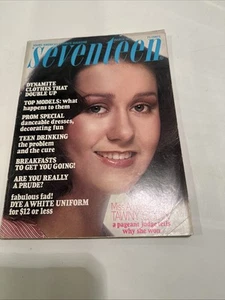 seventeen
DYNAMITE
CLOTHES THAT
DOUBLE UP
TOP MODELS: what
happens to them
PROM SPECIAL
danceable dresses,
decorating fun
TEEN DRINKING
the problem
and the cure
BREAKFASTS
TO GET YOU GOING!
ARE YOU REALLY
A PRUDE?
fabulous fad!
DYE A WHITE UNIFORM
for $12 or less
a pageant judge tells
why she won